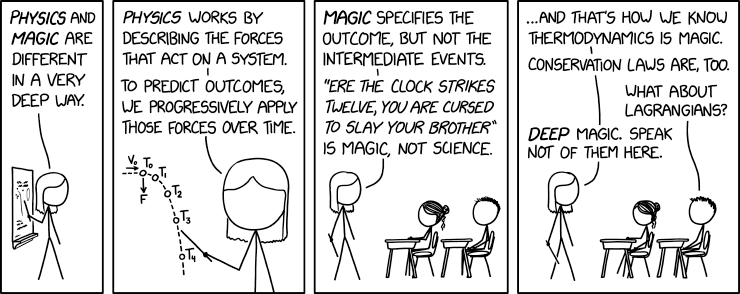 PHYSICS AND
MAGIC ARE
DIFFERENT
IN A VERY
DEEP WAY.
PHYSICS WORKS BY
DESCRIBING THE FORCES
THAT ACT ON A SYSTEM.
TO PREDICT OUTCOMES,
WE PROGRESSIVELY APPLY
THOSE FORCES OVER TIME.
V₀ T₀
T₁
T₂
F
T₃
T₄
MAGIC SPECIFIES THE
OUTCOME, BUT NOT THE
INTERMEDIATE EVENTS.
"ERE THE CLOCK STRIKES
TWELVE, YOU ARE CURSED
TO SLAY YOUR BROTHER"
IS MAGIC, NOT SCIENCE.
...AND THAT'S HOW WE KNOW
THERMODYNAMICS IS MAGIC.
CONSERVATION LAWS ARE, TOO.
WHAT ABOUT
LAGRANGIANS?
DEEP MAGIC. SPEAK
NOT OF THEM HERE.